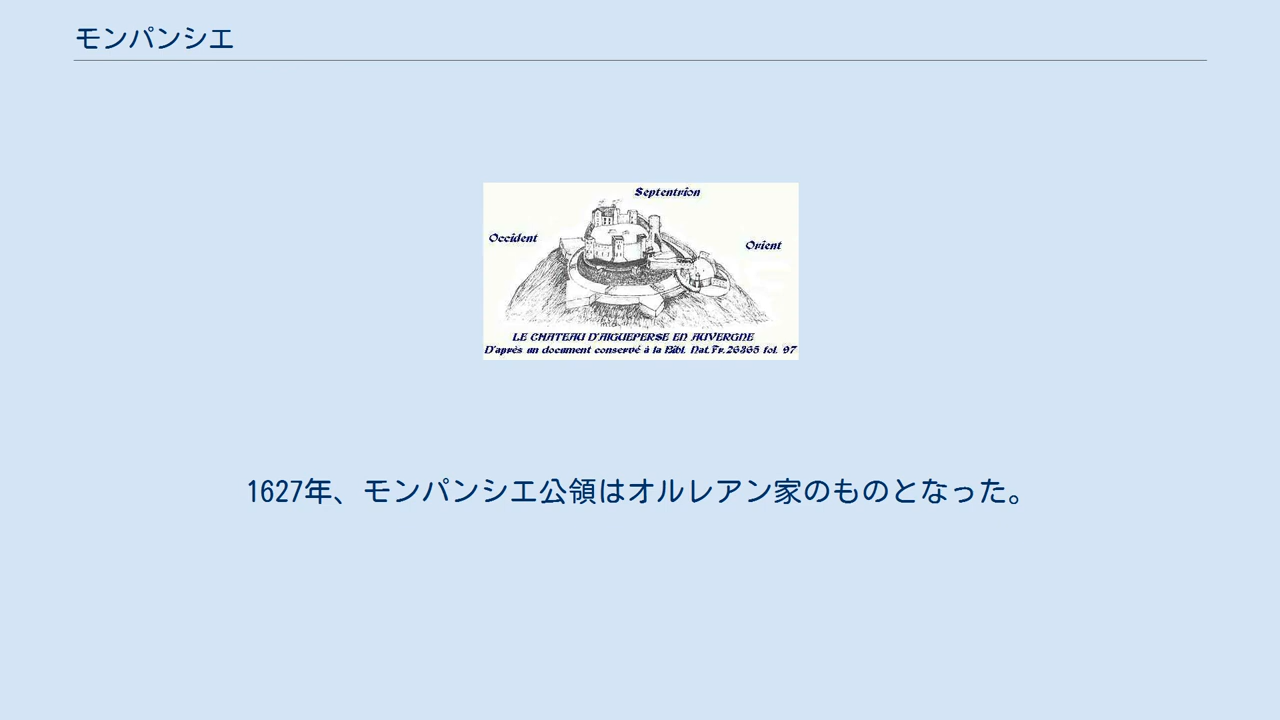 モンパンシエ
Septentrion
Occident
Orient
LE CHATEAU D'AIGUEPERSE EN AUVERGNE
D'après un document conservé à la Bibl. Nat.Fr.26365 fol. 97
1627年、モンパンシエ公領はオルレアン家のものとなった。